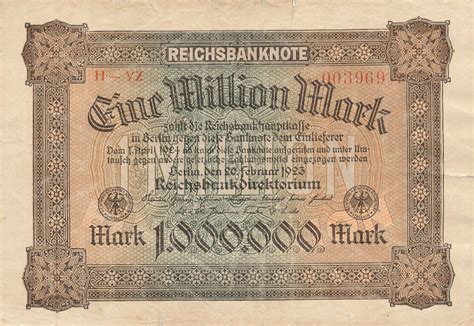 REICHSBANKNOTE
H–YZ 003969
Eine Million Mark
zahlt die Reichsbankhauptkasse
in Berlin gegen diese Banknote dem Einlieferer
Vom 1. April 1924 ab kann diese Banknote aufgerufen und unter Um-
tausch gegen andere gesetzliche Zahlungsmittel eingezogen werden
Berlin, den 20. Februar 1923
Reichsbankdirektorium
Mark 1.000.000 Mark